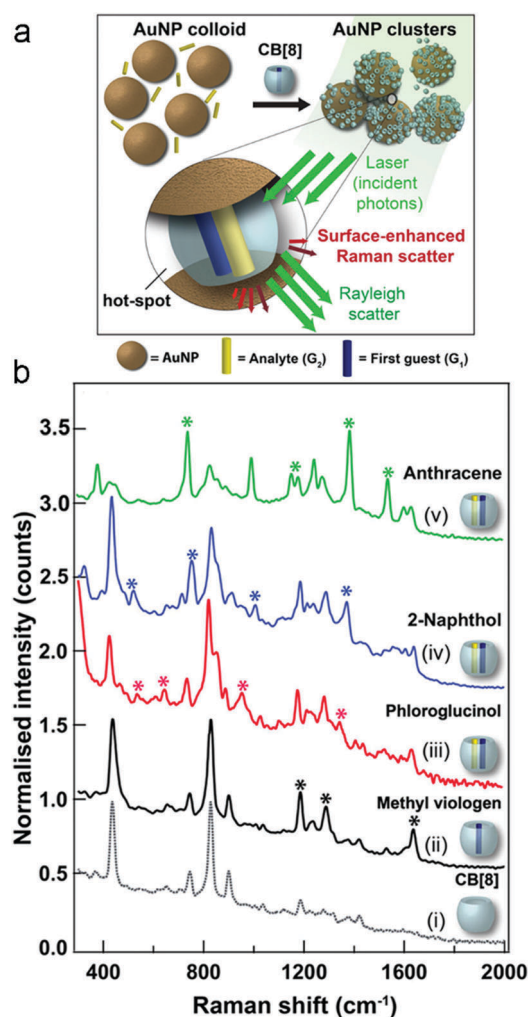 a
AuNP colloid
AuNP clusters
CB[8]
Laser
(incident
photons)
Surface-enhanced
Raman scatter
Rayleigh
scatter
hot-spot
= AuNP
= Analyte (G₂)
= First guest (G₁)
b
Normalised intensity (counts)
3.5
3.0
2.5
2.0
1.5
1.0
0.5
0.0
* * * * *
Anthracene
(v)
* * * *
2-Naphthol
(iv)
* * * *
Phloroglucinol
(iii)
* * *
Methyl viologen
(ii)
CB[8]
(i)
400 800 1200 1600 2000
Raman shift (cm⁻¹)